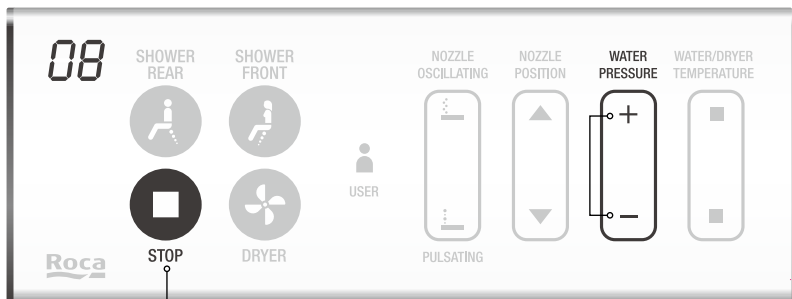 08
SHOWER
REAR
SHOWER
FRONT
NOZZLE
OSCILLATING
NOZZLE
POSITION
WATER
PRESSURE
WATER/DRYER
TEMPERATURE
+
USER
−
STOP
DRYER
PULSATING
Roca